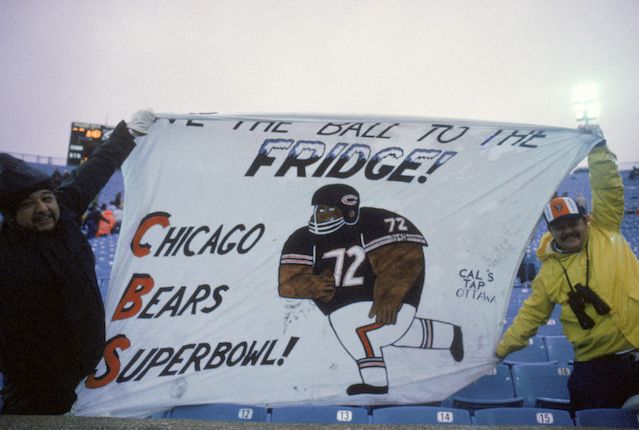 THE BALL TO THE
FRIDGE!
CHICAGO
BEARS
SUPERBOWL!
C
72
72
CAL'S
TAP
OTTAWA
12
13
14
15